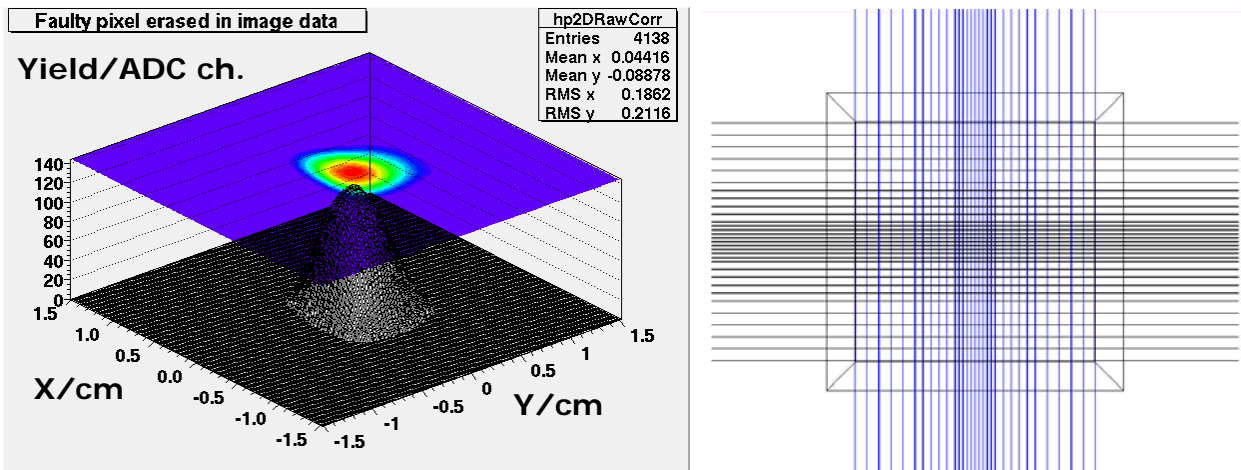 Faulty pixel erased in image data
hp2DRawCorr
Entries 4138
Mean x 0.04416
Mean y -0.08878
RMS x 0.1862
RMS y 0.2116
Yield/ADC ch.
140
120
100
80
60
40
20
0
1.5
1.0
0.5
0.0
-0.5
-1.0
-1.5
X/cm
-1.5
-1
-0.5
0
0.5
1
1.5
Y/cm